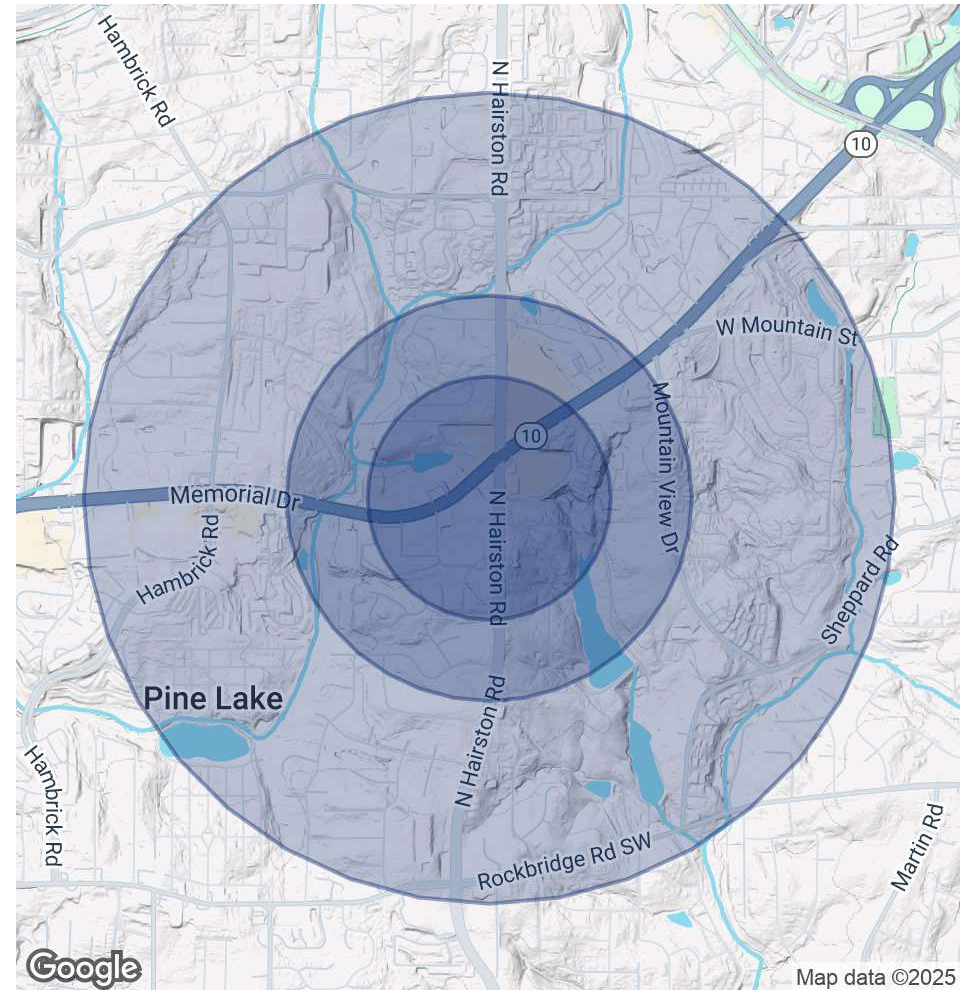 Hambrick Rd
N Hairston Rd
10
W Mountain St
10
Mountain View Dr
Memorial Dr
N Hairston Rd
Hambrick Rd
Sheppard Rd
Pine Lake
N Hairston Rd
Hambrick Rd
Rockbridge Rd SW
Martin Rd
Google
Map data ©2025